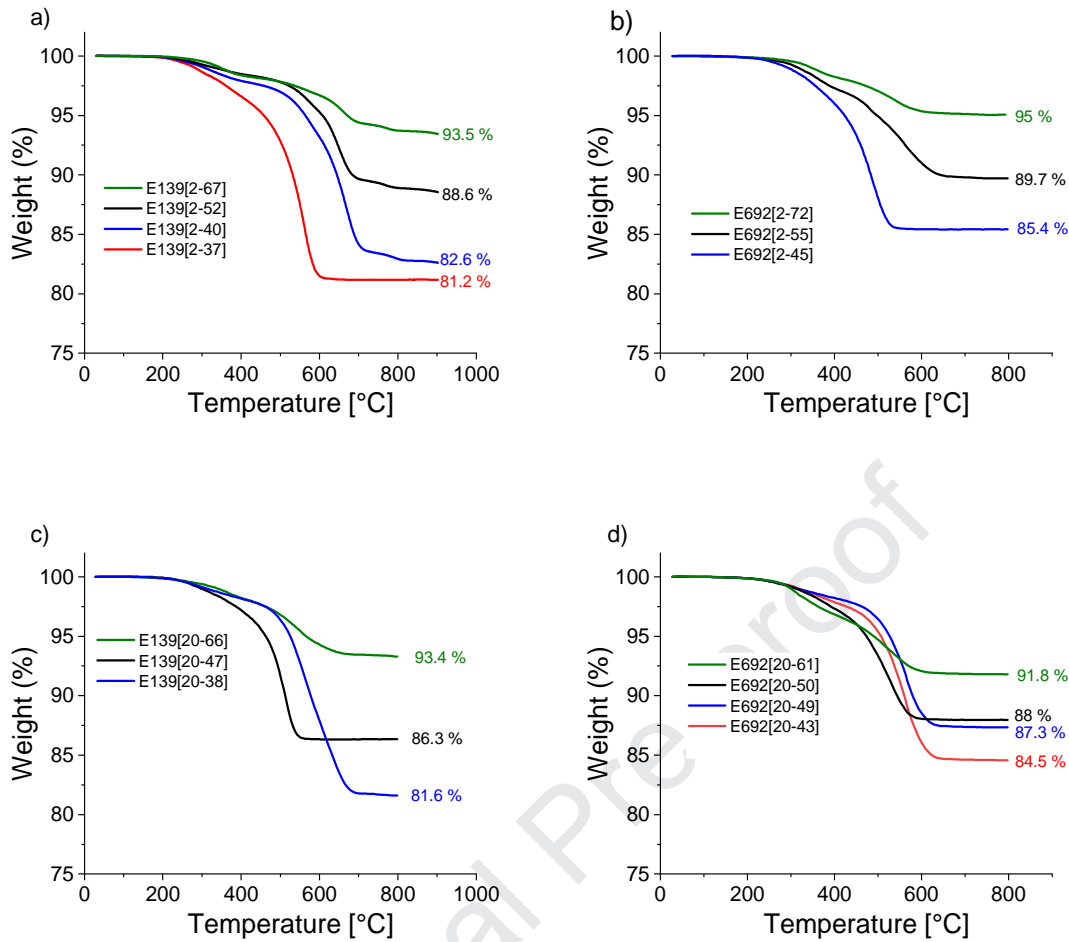 a)
100
95
90
85
80
75
Weight (%)
E139[2-67]
E139[2-52]
E139[2-40]
E139[2-37]
93.5 %
88.6 %
82.6 %
81.2 %
0 200 400 600 800 1000
Temperature [°C]
b)
100
95
90
85
80
75
Weight (%)
E692[2-72]
E692[2-55]
E692[2-45]
95 %
89.7 %
85.4 %
0 200 400 600 800
Temperature [°C]
c)
100
95
90
85
80
75
Weight (%)
E139[20-66]
E139[20-47]
E139[20-38]
93.4 %
86.3 %
81.6 %
0 200 400 600 800 1000
Temperature [°C]
d)
100
95
90
85
80
75
Weight (%)
E692[20-61]
E692[20-50]
E692[20-49]
E692[20-43]
91.8 %
88 %
87.3 %
84.5 %
0 200 400 600 800
Temperature [°C]
al Pre proof